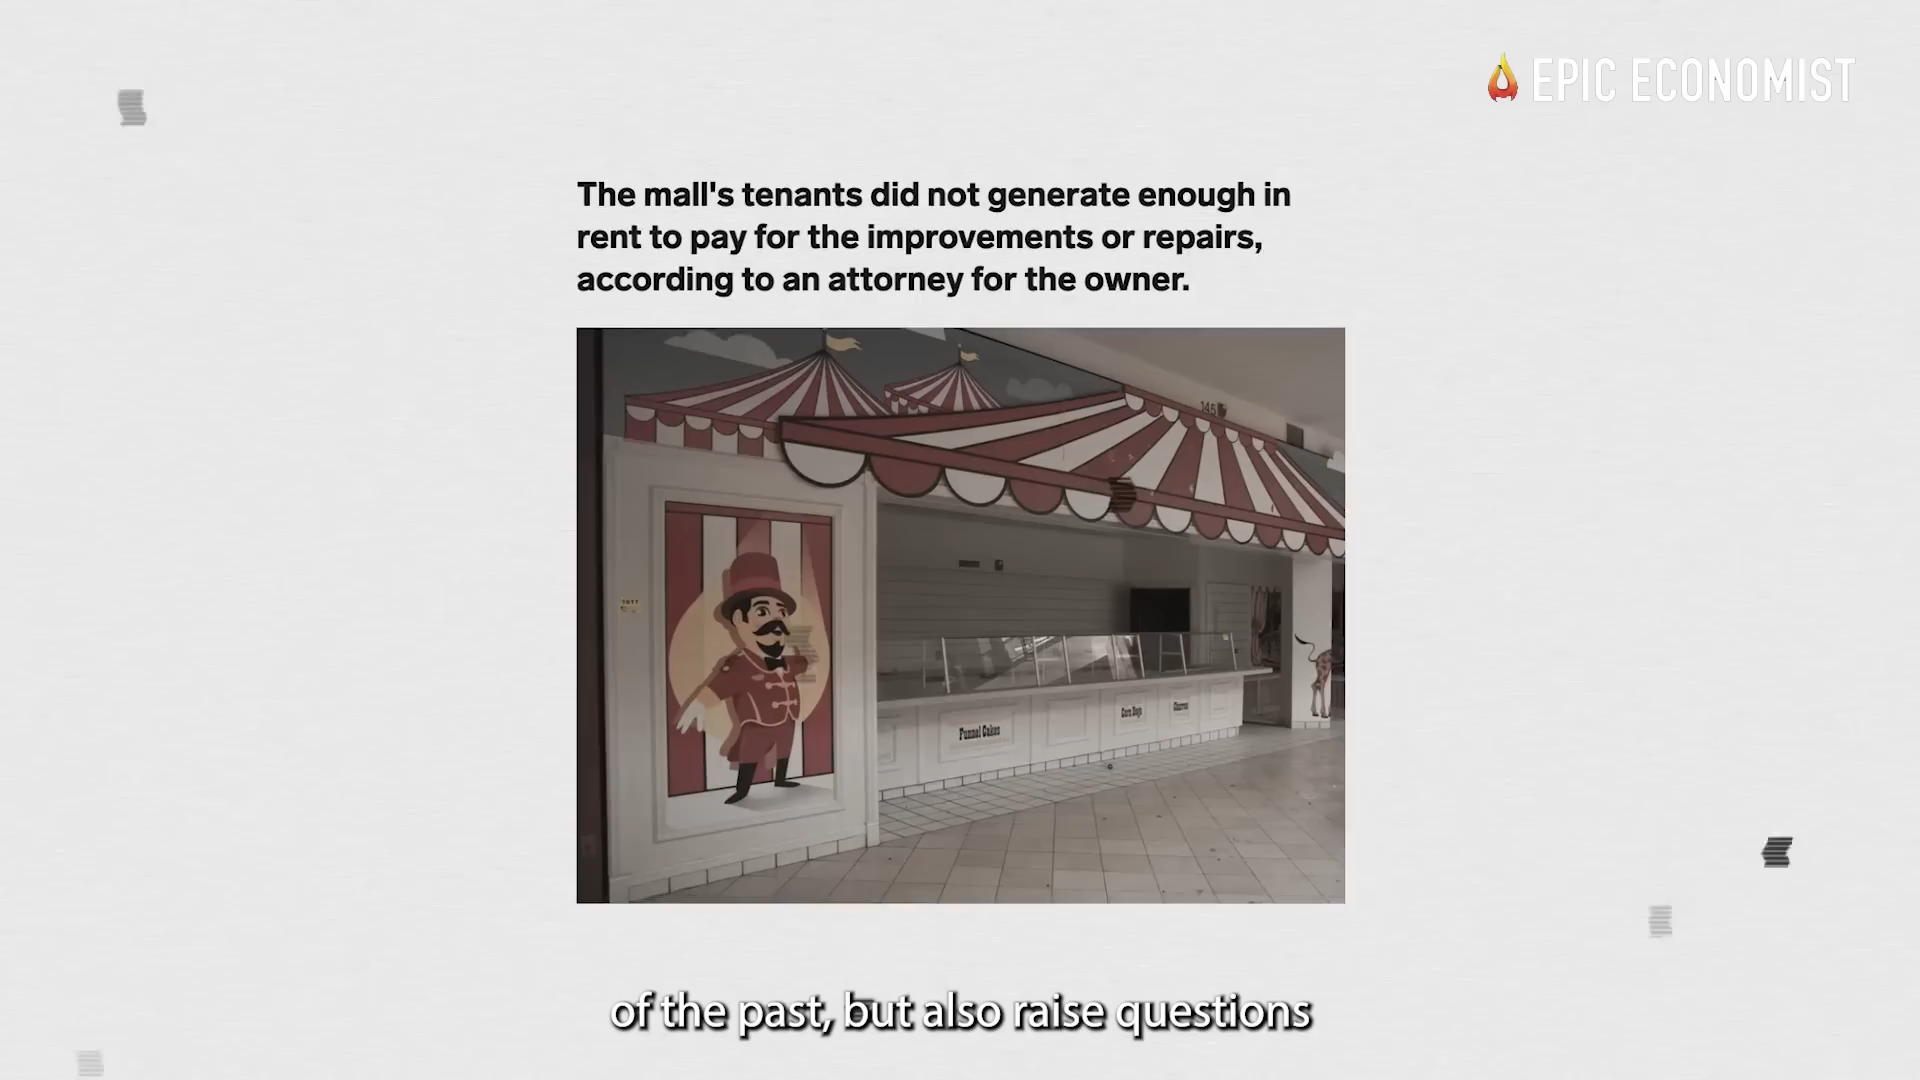 EPIC ECONOMIST
The mall's tenants did not generate enough in
rent to pay for the improvements or repairs,
according to an attorney for the owner.
145
Funnel Cakes
Corn Dogs
Churros
of the past, but also raise questions